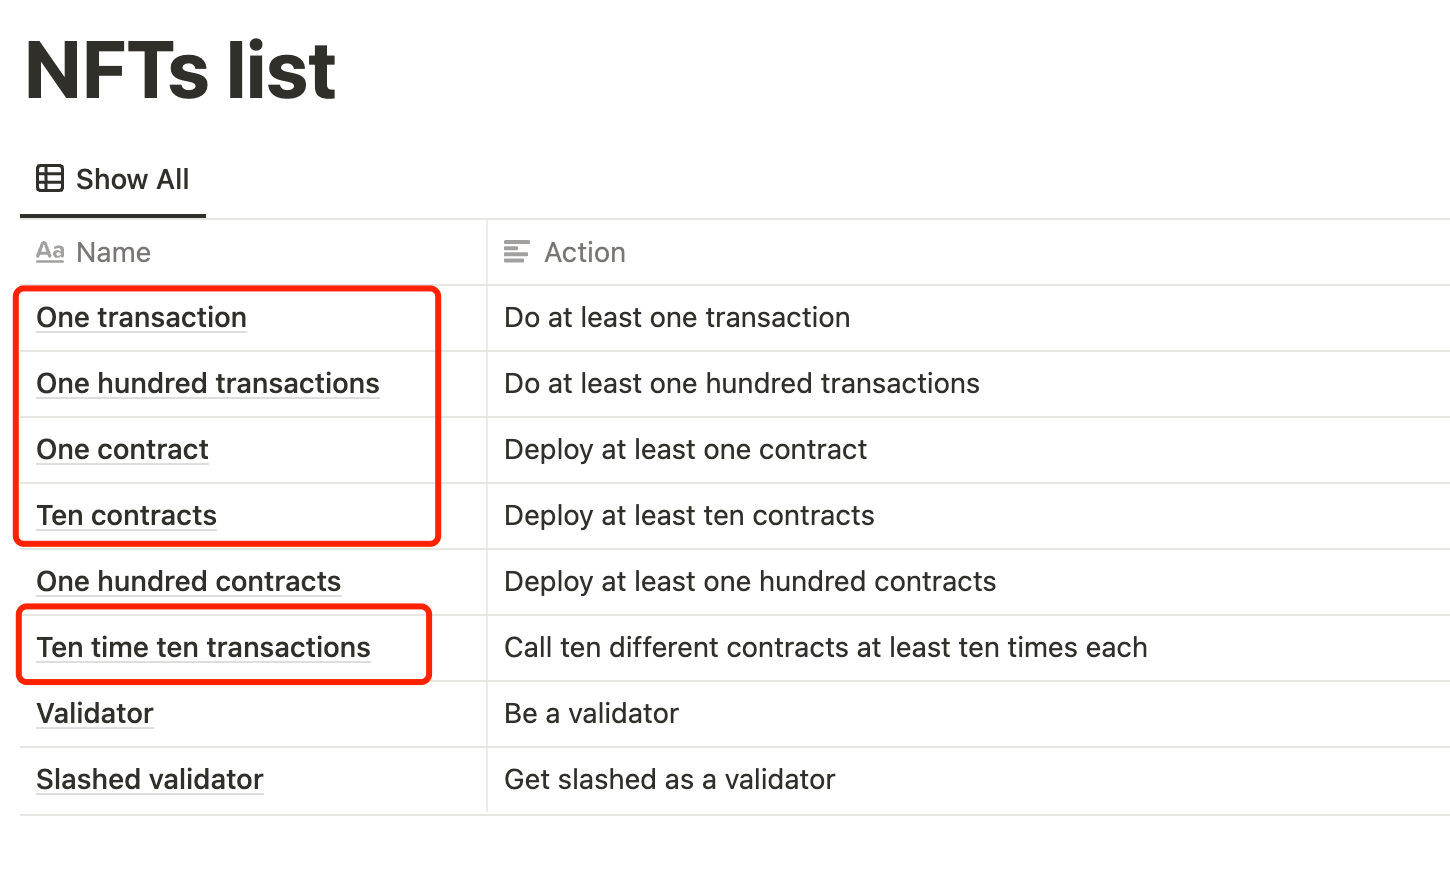 NFTs list
Show All
Aa Name
Action
One transaction
Do at least one transaction
One hundred transactions
Do at least one hundred transactions
One contract
Deploy at least one contract
Ten contracts
Deploy at least ten contracts
One hundred contracts
Deploy at least one hundred contracts
Ten time ten transactions
Call ten different contracts at least ten times each
Validator
Be a validator
Slashed validator
Get slashed as a validator